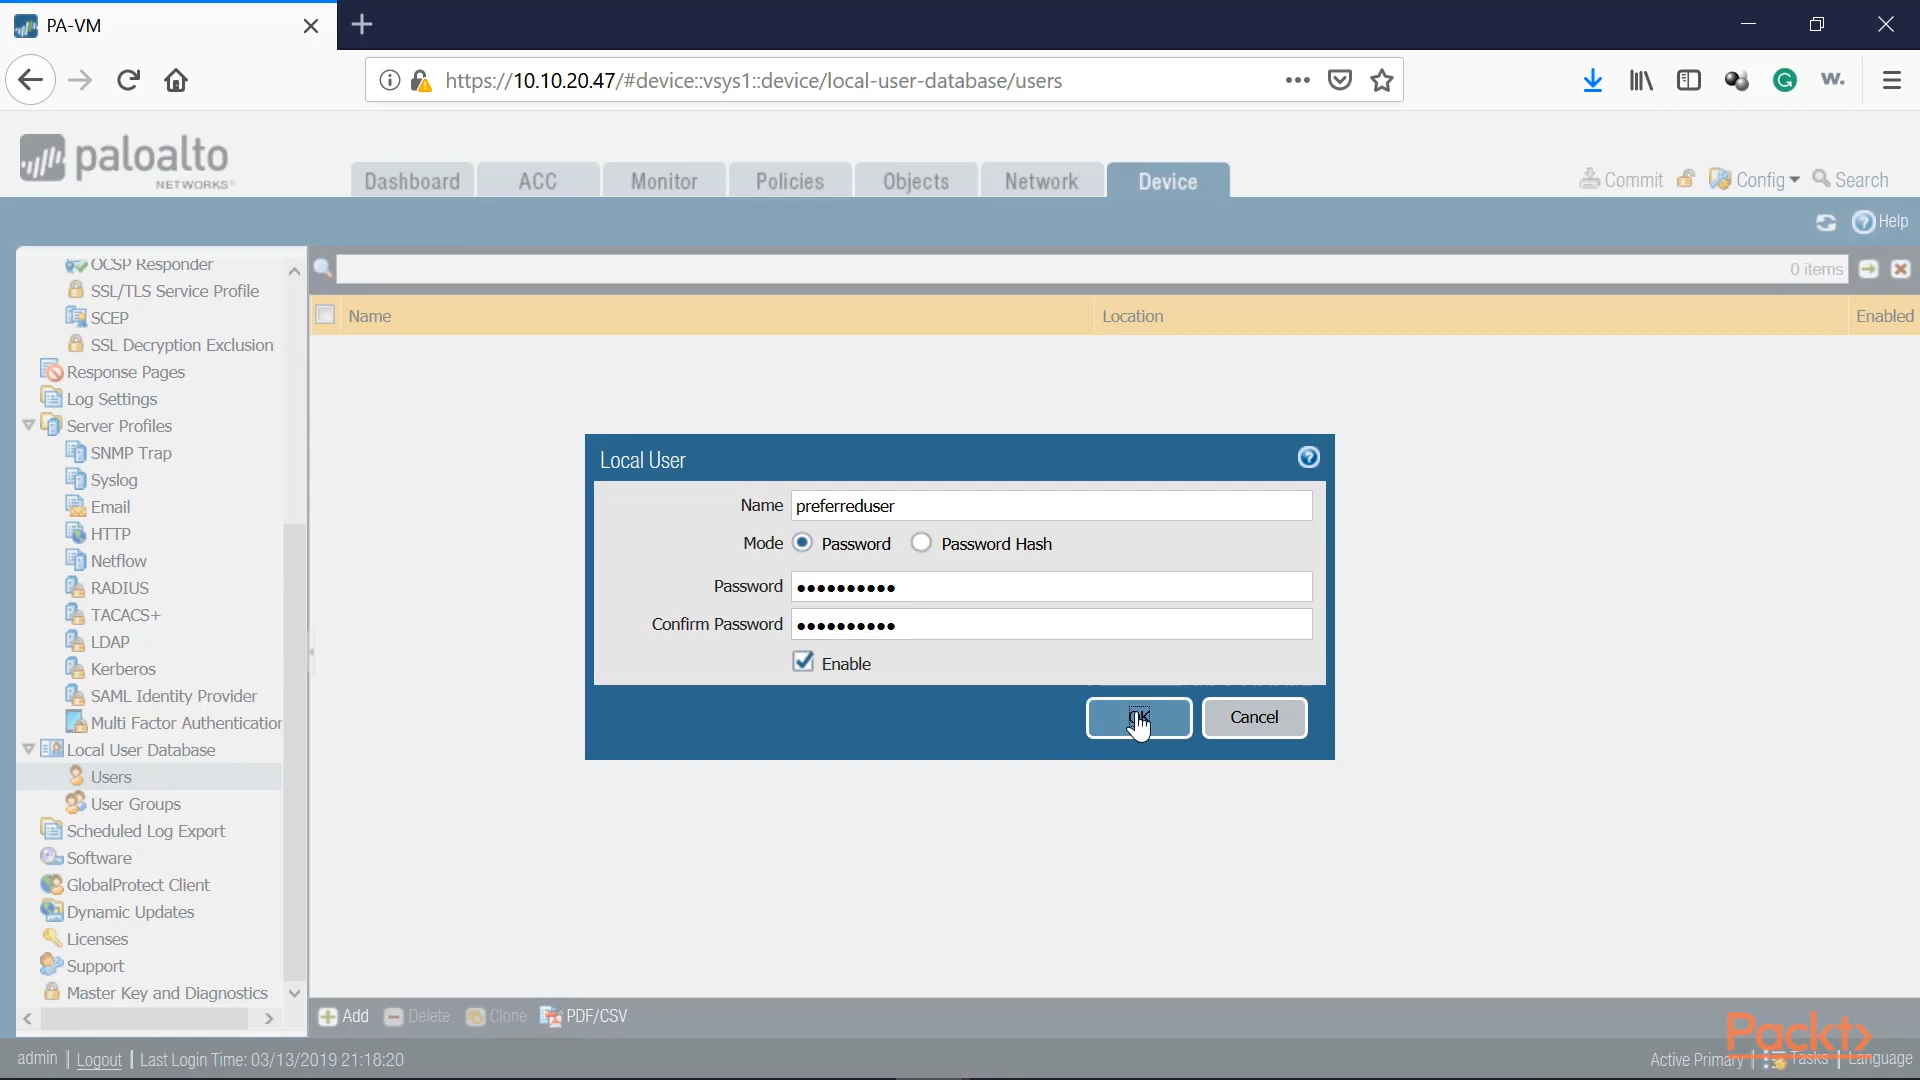 PA-VM
https://10.10.20.47/#device::vsys1::device/local-user-database/users
w.
paloalto
NETWORKS®
Dashboard
ACC
Monitor
Policies
Objects
Network
Device
Commit
Config
Search
Help
OCSP Responder
SSL/TLS Service Profile
SCEP
SSL Decryption Exclusion
Response Pages
Log Settings
Server Profiles
SNMP Trap
Syslog
Email
HTTP
Netflow
RADIUS
TACACS+
LDAP
Kerberos
SAML Identity Provider
Multi Factor Authentication
Local User Database
Users
User Groups
Scheduled Log Export
Software
GlobalProtect Client
Dynamic Updates
Licenses
Support
Master Key and Diagnostics
0 items
Name
Location
Enabled
Local User
Name preferreduser
Mode Password Password Hash
Password ••••••••••
Confirm Password ••••••••••
Enable
OK
Cancel
Add
Delete
Clone
PDF/CSV
Packt>
admin | Logout | Last Login Time: 03/13/2019 21:18:20
Active Primary | Tasks | Language